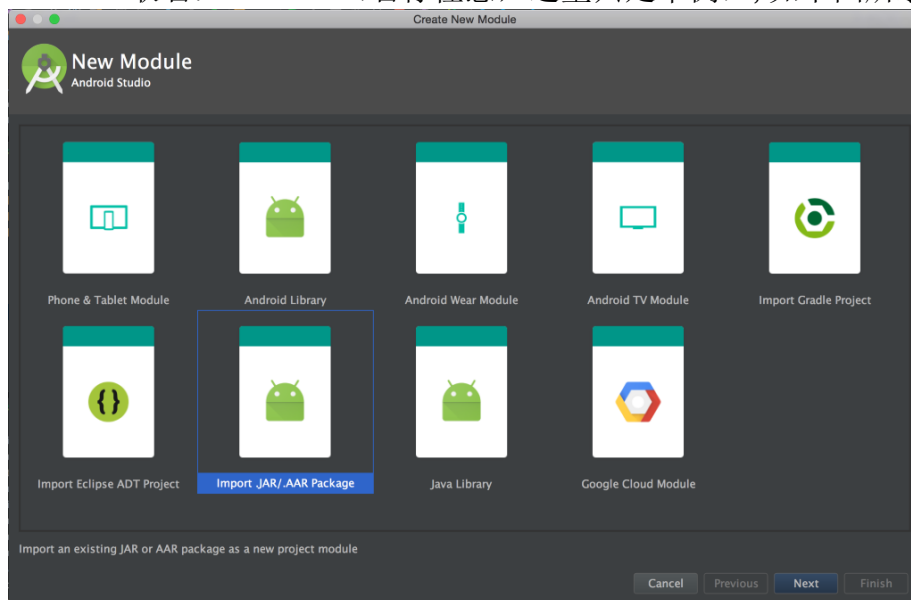 Create New Module
New Module
Android Studio
Phone & Tablet Module
Android Library
Android Wear Module
Android TV Module
Import Gradle Project
Import Eclipse ADT Project
Import .JAR/.AAR Package
Java Library
Google Cloud Module
Import an existing JAR or AAR package as a new project module
Cancel
Previous
Next
Finish